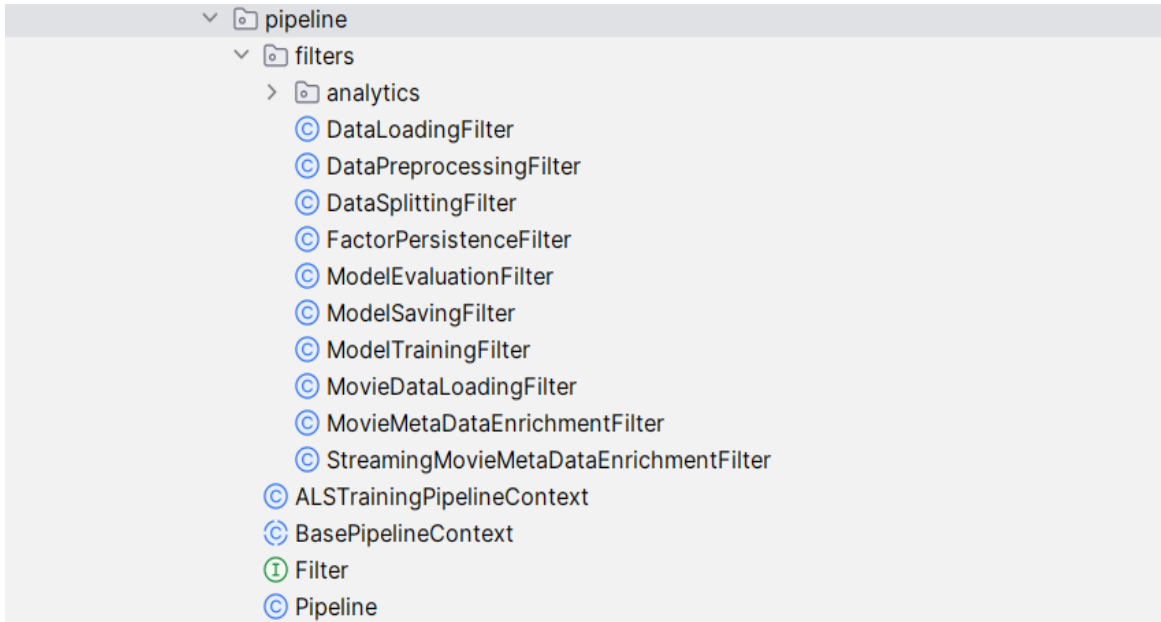 pipeline
filters
analytics
DataLoadingFilter
DataPreprocessingFilter
DataSplittingFilter
FactorPersistenceFilter
ModelEvaluationFilter
ModelSavingFilter
ModelTrainingFilter
MovieDataLoadingFilter
MovieMetaDataEnrichmentFilter
StreamingMovieMetaDataEnrichmentFilter
ALSTrainingPipelineContext
BasePipelineContext
Filter
Pipeline